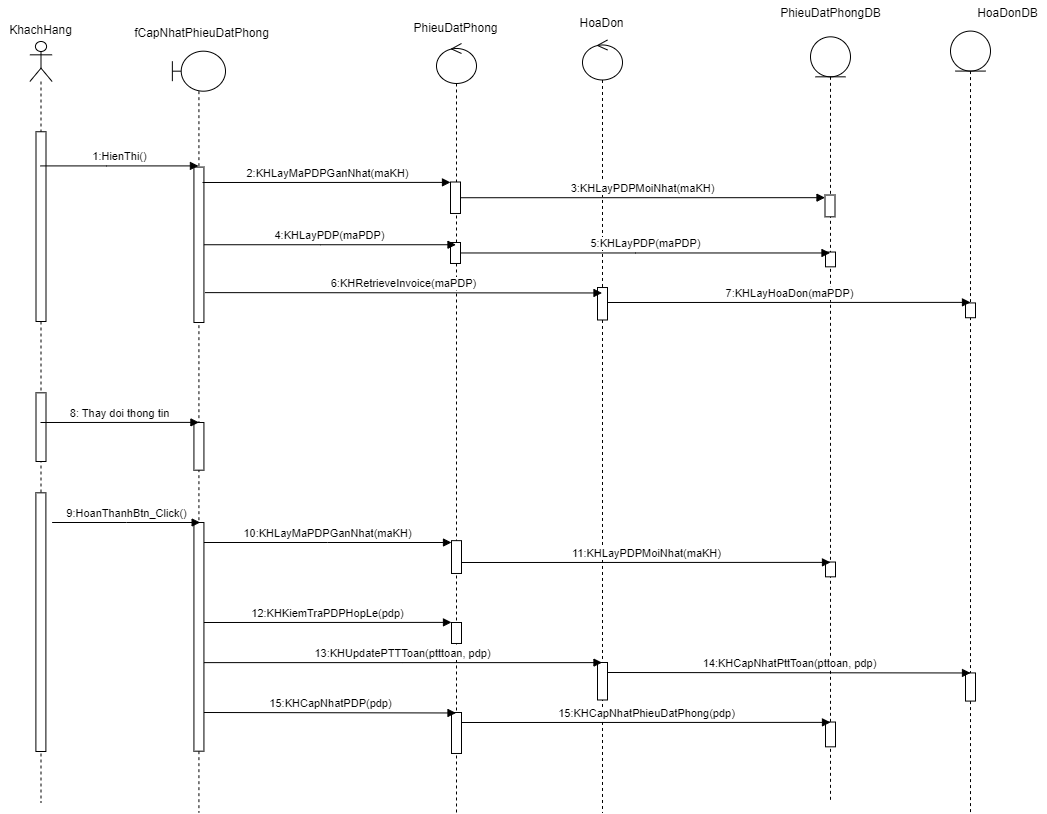 KhachHang
fCapNhatPhieuDatPhong
PhieuDatPhong
HoaDon
PhieuDatPhongDB
HoaDonDB
1:HienThi()
2:KHLayMaPDPGanNhat(maKH)
3:KHLayPDPMoiNhat(maKH)
4:KHLayPDP(maPDP)
5:KHLayPDP(maPDP)
6:KHRetrieveInvoice(maPDP)
7:KHLayHoaDon(maPDP)
8: Thay doi thong tin
9:HoanThanhBtn_Click()
10:KHLayMaPDPGanNhat(maKH)
11:KHLayPDPMoiNhat(maKH)
12:KHKiemTraPDPHopLe(pdp)
13:KHUpdatePTTToan(ptttoan, pdp)
14:KHCapNhatPttToan(pttoan, pdp)
15:KHCapNhatPDP(pdp)
15:KHCapNhatPhieuDatPhong(pdp)